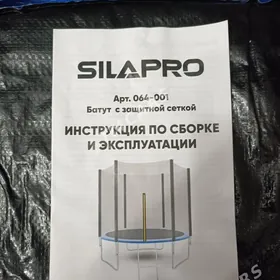 SILAPRO
Арт. 064-001
Батут с защитной сеткой
ИНСТРУКЦИЯ ПО СБОРКЕ
И ЭКСПЛУАТАЦИИ